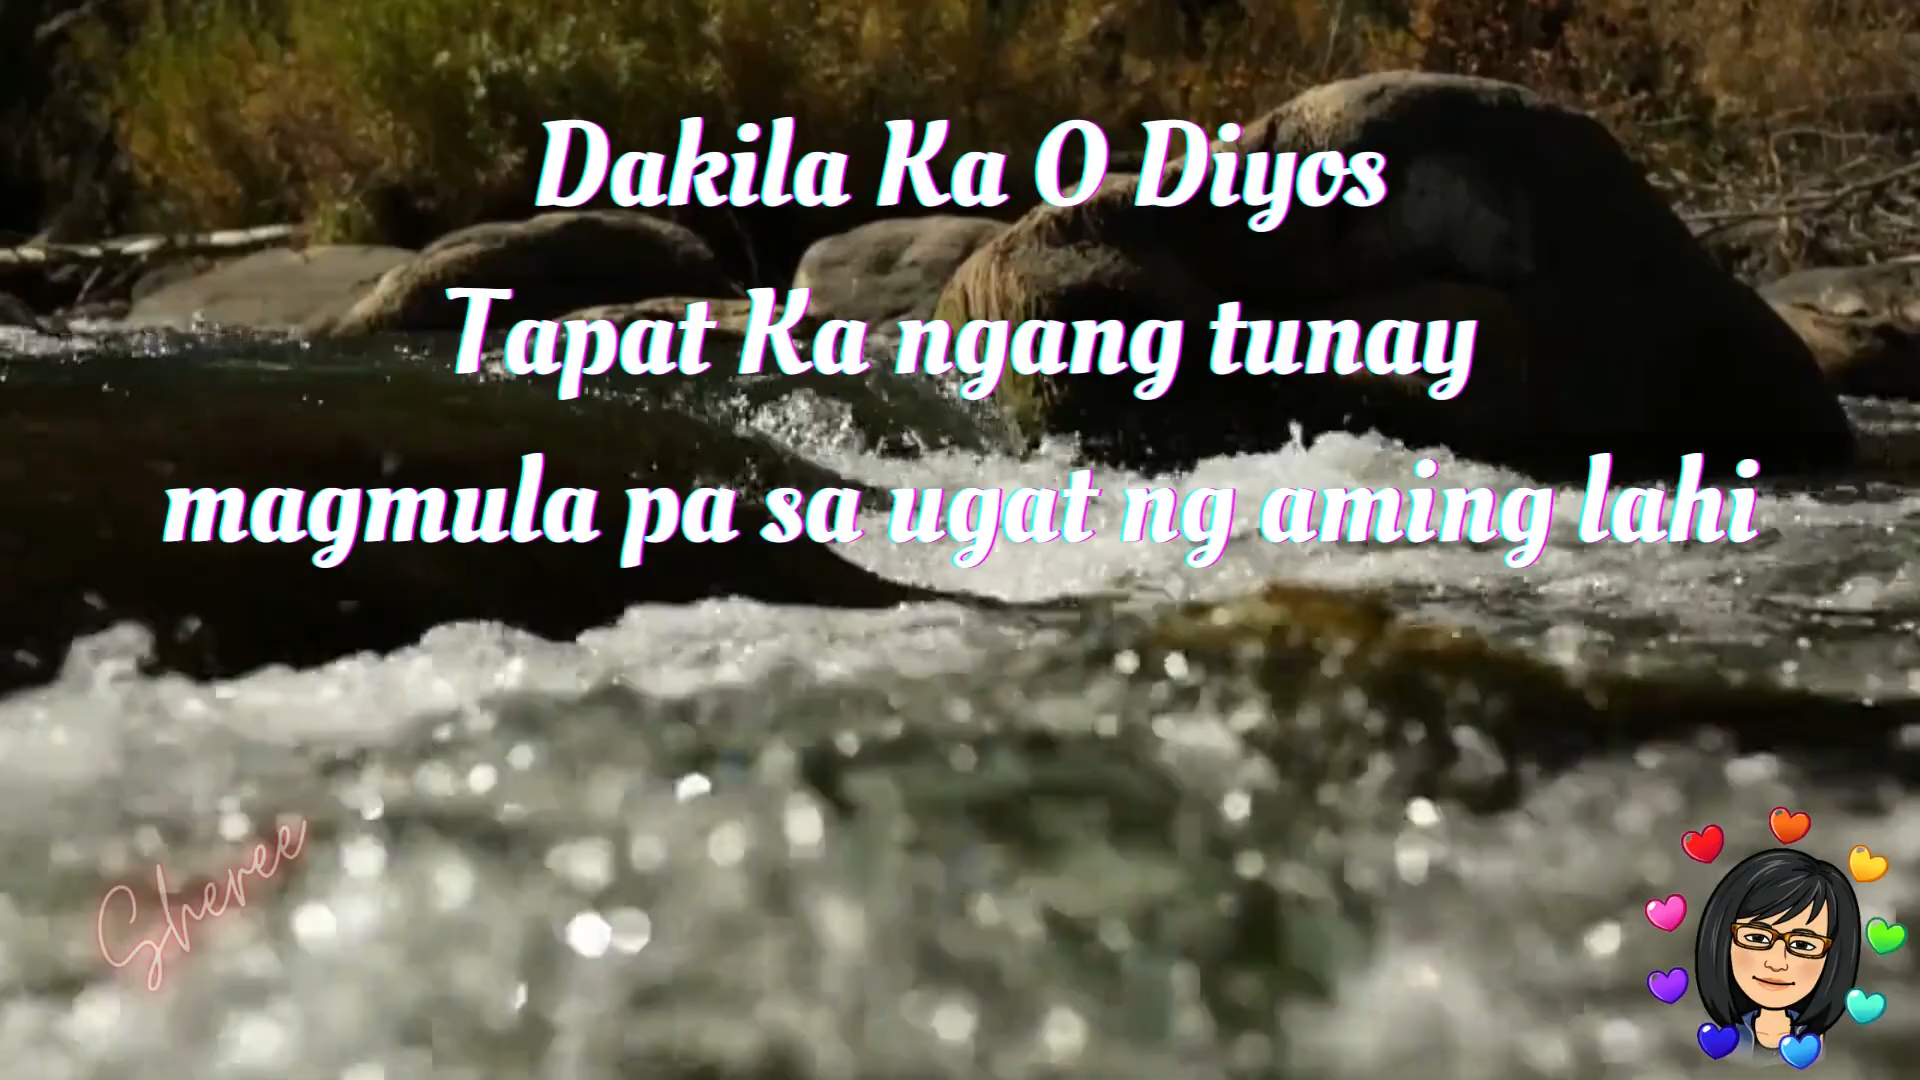 Dakila Ka O Diyos
Tapat Ka ngang tunay
magmula pa sa ugat ng aming lahi
Sheree